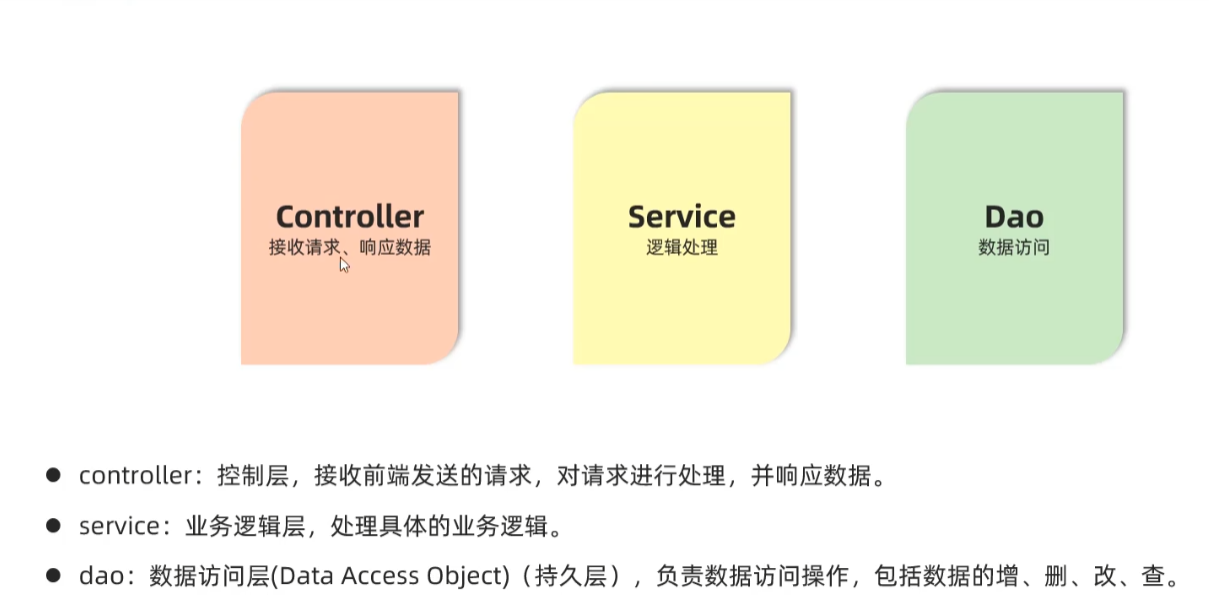 Controller
接收请求、响应数据
Service
逻辑处理
Dao
数据访问
controller：控制层，接收前端发送的请求，对请求进行处理，并响应数据。
service：业务逻辑层，处理具体的业务逻辑。
dao：数据访问层(Data Access Object)（持久层），负责数据访问操作，包括数据的增、删、改、查。